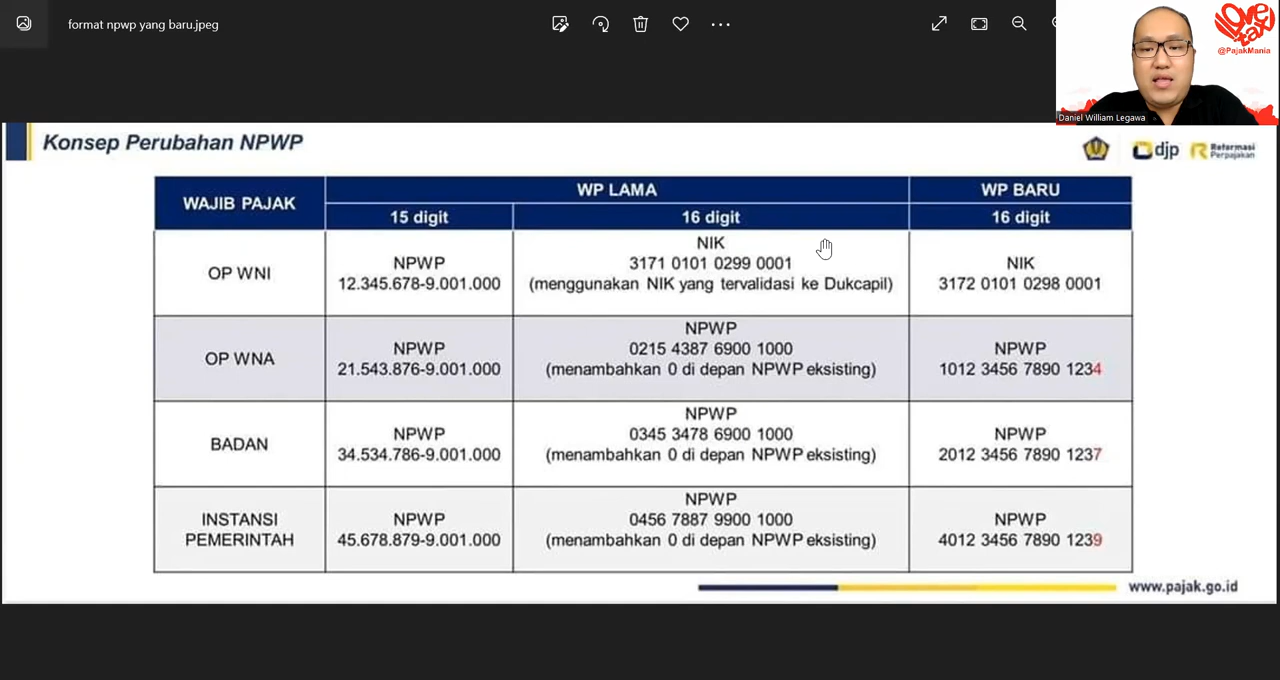 format npwp yang baru.jpeg
love
tax
@PajakMania
Daniel William Legawa
Konsep Perubahan NPWP
djp
Reformasi
Perpajakan
WAJIB PAJAK
WP LAMA
WP BARU
15 digit
16 digit
16 digit
OP WNI
NPWP
12.345.678-9.001.000
NIK
3171 0101 0299 0001
(menggunakan NIK yang tervalidasi ke Dukcapil)
NIK
3172 0101 0298 0001
OP WNA
NPWP
21.543.876-9.001.000
NPWP
0215 4387 6900 1000
(menambahkan 0 di depan NPWP eksisting)
NPWP
1012 3456 7890 1234
BADAN
NPWP
34.534.786-9.001.000
NPWP
0345 3478 6900 1000
(menambahkan 0 di depan NPWP eksisting)
NPWP
2012 3456 7890 1237
INSTANSI
PEMERINTAH
NPWP
45.678.879-9.001.000
NPWP
0456 7887 9900 1000
(menambahkan 0 di depan NPWP eksisting)
NPWP
4012 3456 7890 1239
www.pajak.go.id